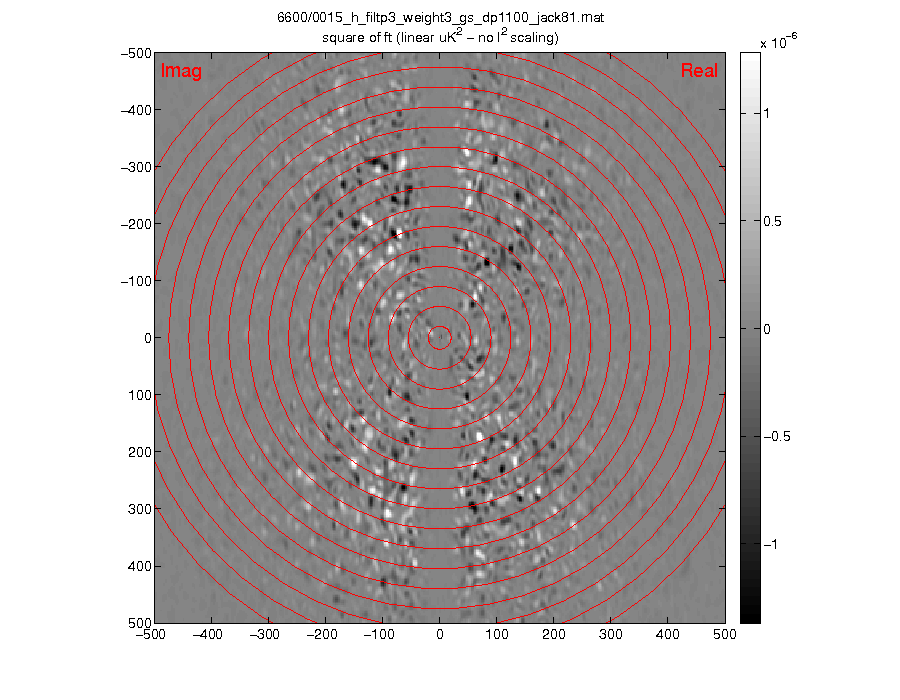 6600/0015_h_filtp3_weight3_gs_dp1100_jack81.mat
square of ft (linear uK² – no l² scaling)
x 10⁻⁶
Imag
Real
−500
−400
−300
−200
−100
0
100
200
300
400
500
1
0.5
0
−0.5
−1
−500 −400 −300 −200 −100 0 100 200 300 400 500